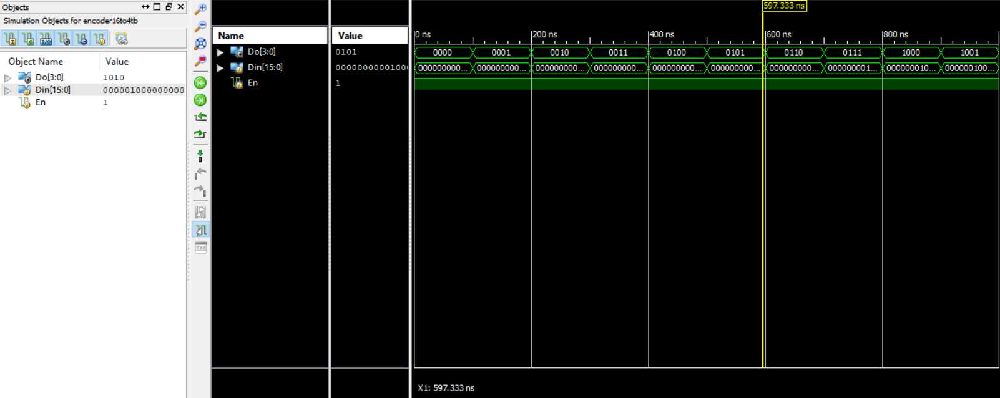 Objects
Simulation Objects for encoder16to4tb
Object Name Value
Do[3:0] 1010
Din[15:0] 000001000000000
En 1
Name Value
Do[3:0] 0101
Din[15:0] 00000000001000
En 1
597.333 ns
0 ns 200 ns 400 ns 600 ns 800 ns
0000 0001 0010 0011 0100 0101 0110 0111 1000 1001
000000000... 000000000... 000000000... 000000000... 000000000... 000000000... 000000000... 000000001... 000000010... 000000100...
X1: 597.333 ns